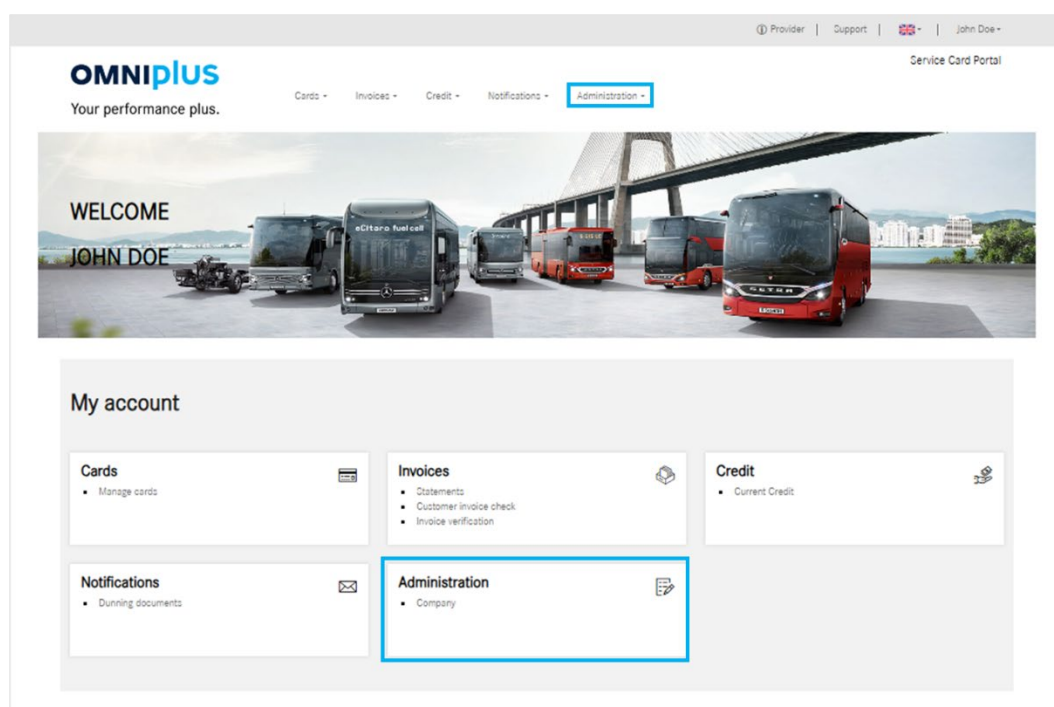 Provider | Support | John Doe
Service Card Portal
OMNIplus
Your performance plus.
Cards Invoices Credit Notifications Administration
WELCOME
JOHN DOE
eCitaro fuel cell
SETRA
My account
Cards
Manage cards
Invoices
Statements
Customer invoice check
Invoice verification
Credit
Current Credit
Notifications
Dunning documents
Administration
Company